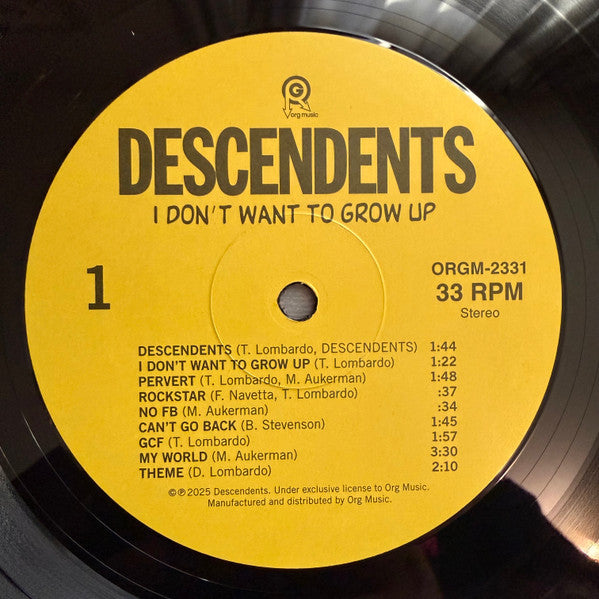 GR
org music
DESCENDENTS
I DON'T WANT TO GROW UP
1
ORGM-2331
33 RPM
Stereo
DESCENDENTS (T. Lombardo, DESCENDENTS) 1:44
I DON'T WANT TO GROW UP (T. Lombardo) 1:22
PERVERT (T. Lombardo, M. Aukerman) 1:48
ROCKSTAR (F. Navetta, T. Lombardo) :37
NO FB (M. Aukerman) :34
CAN'T GO BACK (B. Stevenson) 1:45
GCF (T. Lombardo) 1:57
MY WORLD (M. Aukerman) 3:30
THEME (D. Lombardo) 2:10
©℗ 2025 Descendents. Under exclusive license to Org Music.
Manufactured and distributed by Org Music.